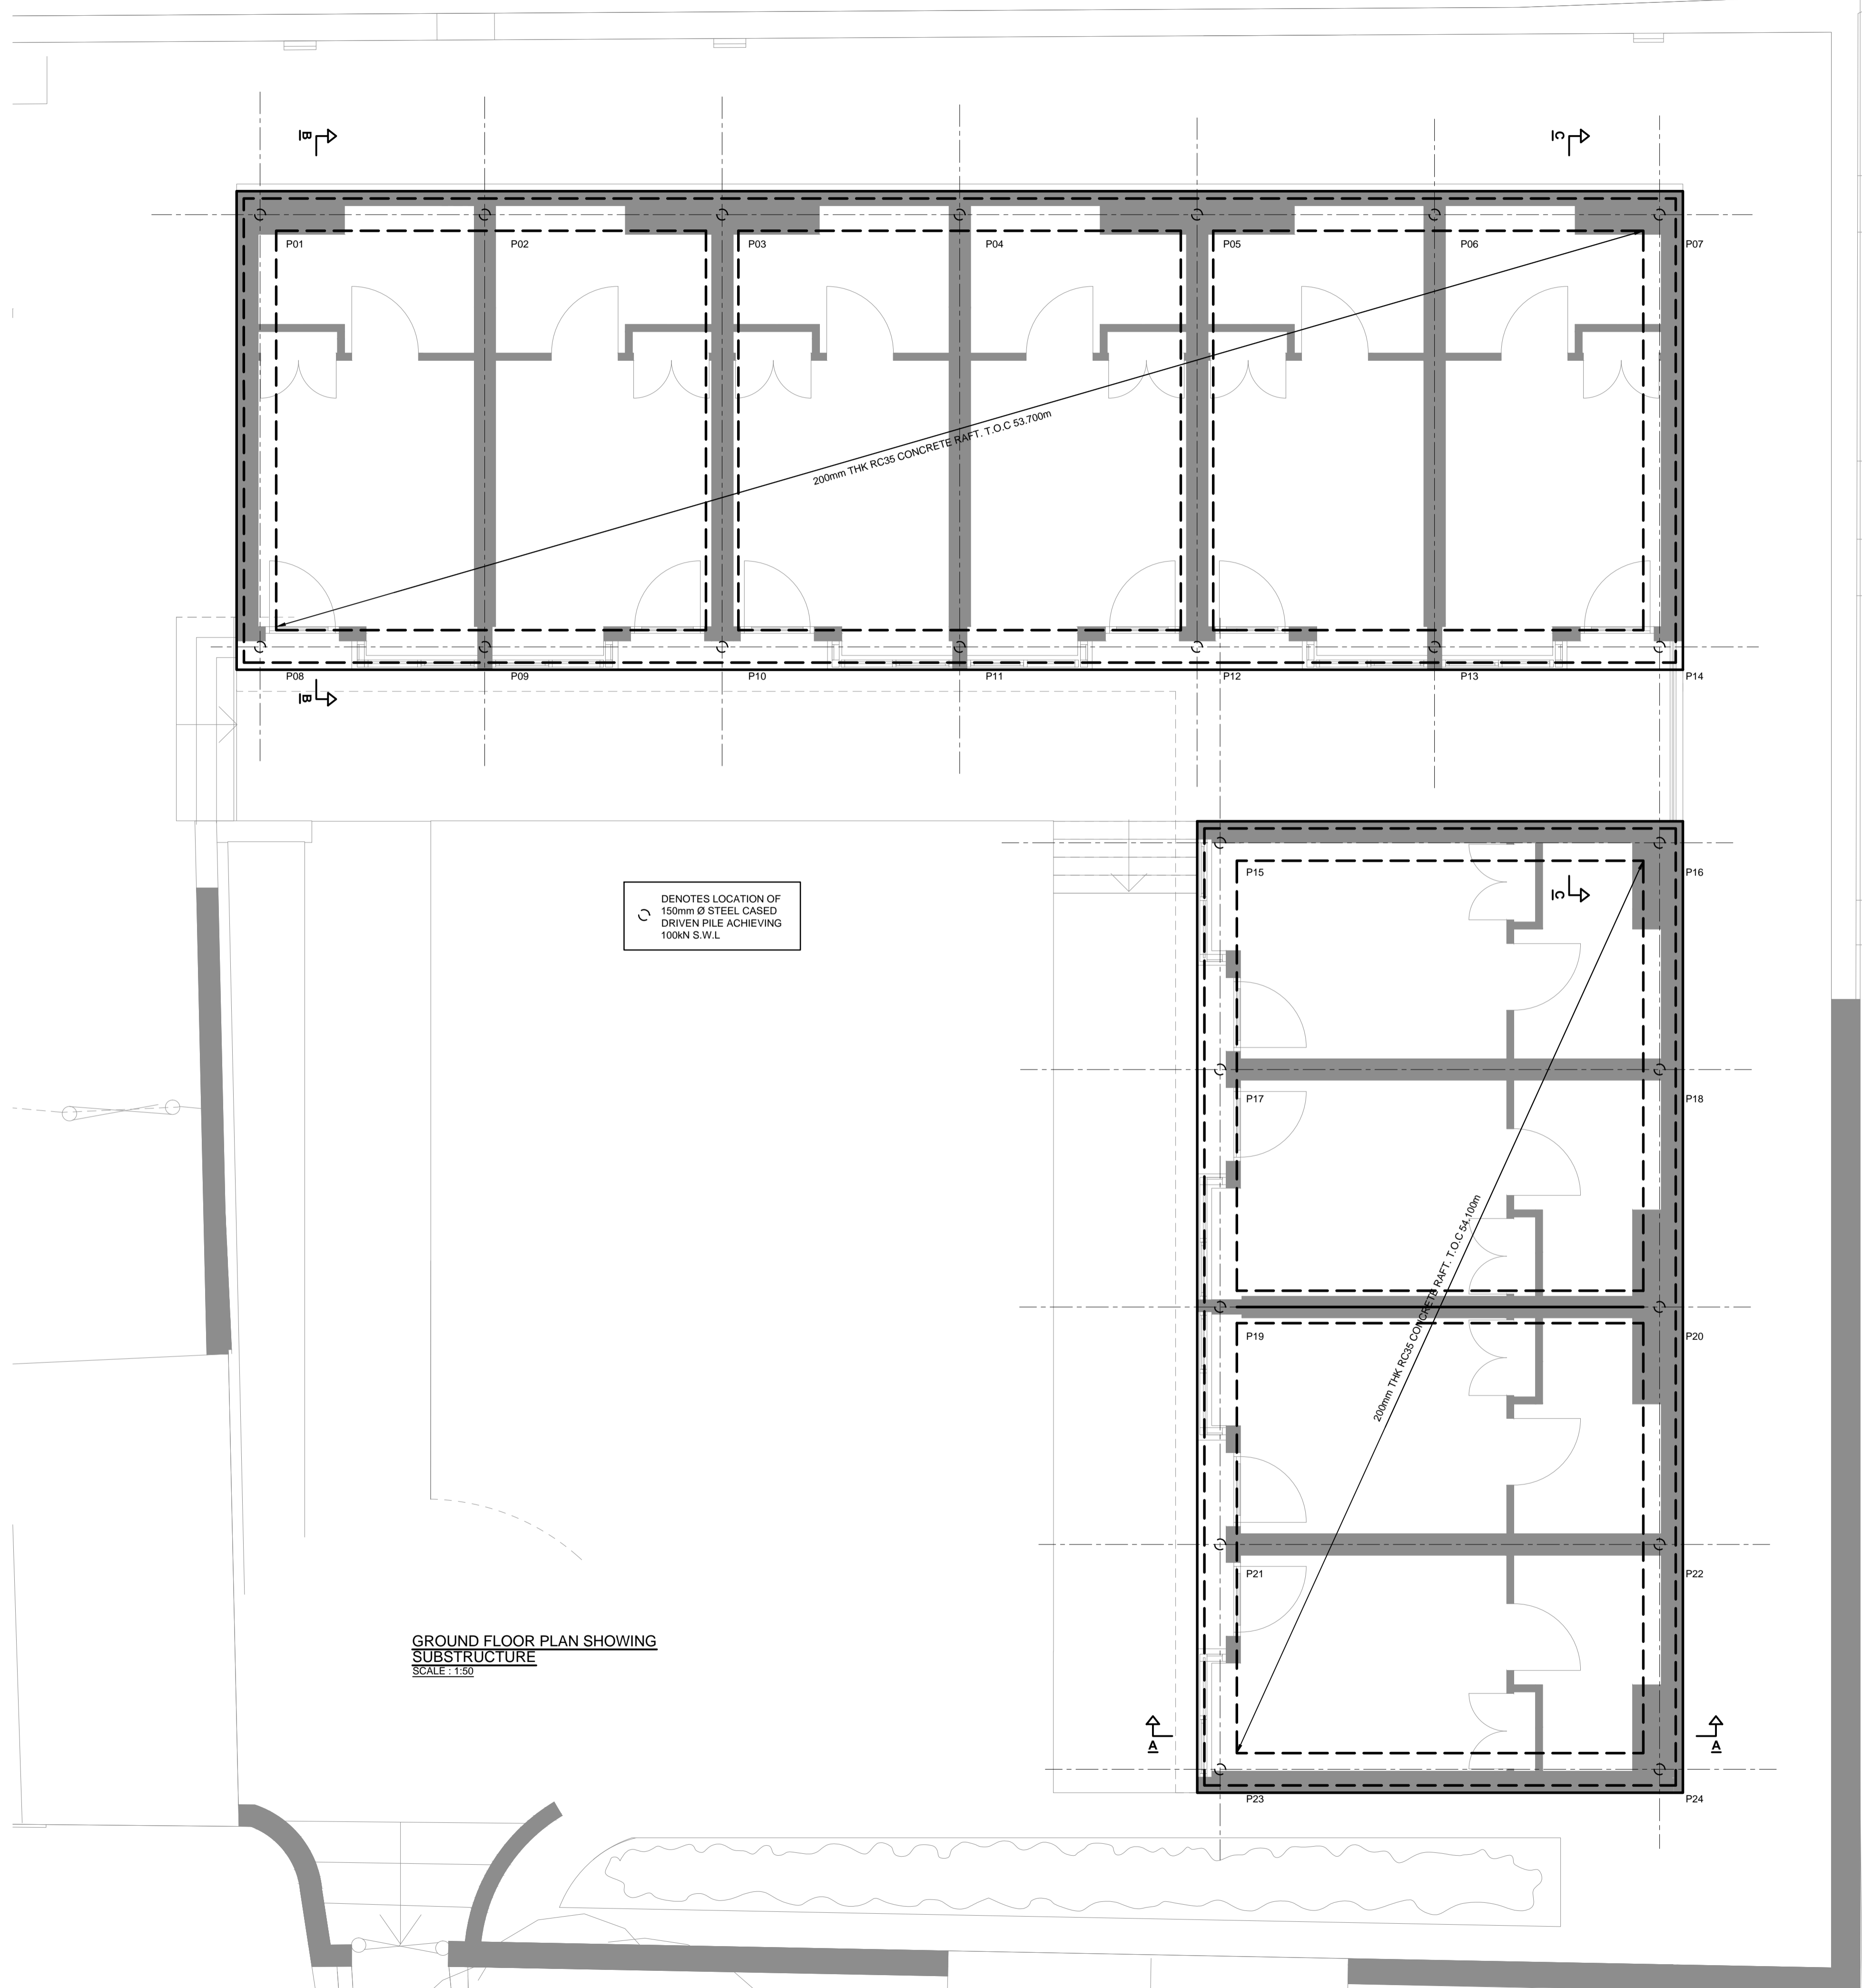 B
C
P01
P02
P03
P04
P05
P06
P07
200mm THK RC35 CONCRETE RAFT. T.O.C 53.700m
P08
P09
P10
P11
P12
P13
P14
B
P15
P16
C
DENOTES LOCATION OF
150mm Ø STEEL CASED
DRIVEN PILE ACHIEVING
100kN S.W.L
P17
P18
200mm THK RC35 CONCRETE RAFT. T.O.C 54.100m
P19
P20
P21
P22
GROUND FLOOR PLAN SHOWING
SUBSTRUCTURE
SCALE : 1:50
A
A
P23
P24